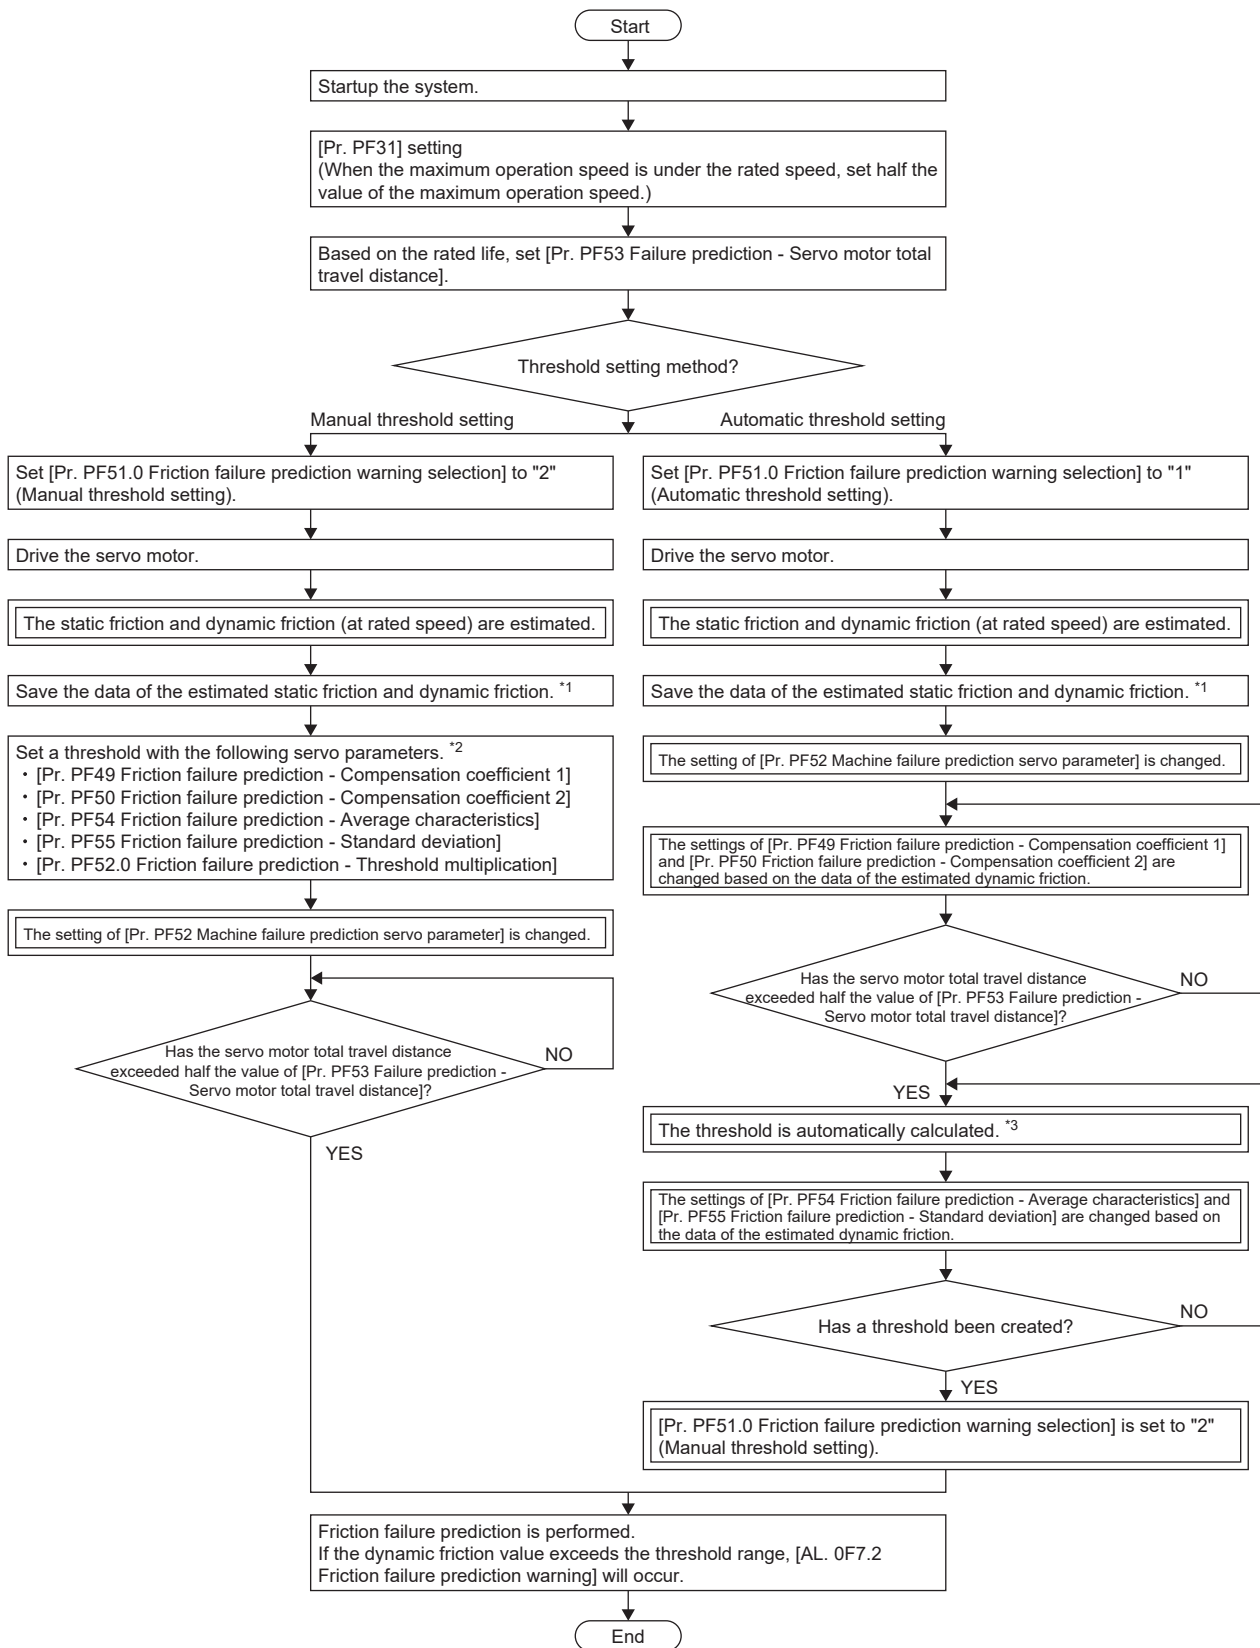 Start
Startup the system.
[Pr. PF31] setting
(When the maximum operation speed is under the rated speed, set half the
value of the maximum operation speed.)
Based on the rated life, set [Pr. PF53 Failure prediction - Servo motor total
travel distance].
Threshold setting method?
Manual threshold setting
Automatic threshold setting
Set [Pr. PF51.0 Friction failure prediction warning selection] to "2"
(Manual threshold setting).
Drive the servo motor.
The static friction and dynamic friction (at rated speed) are estimated.
Save the data of the estimated static friction and dynamic friction. *1
Set a threshold with the following servo parameters. *2
・[Pr. PF49 Friction failure prediction - Compensation coefficient 1]
・[Pr. PF50 Friction failure prediction - Compensation coefficient 2]
・[Pr. PF54 Friction failure prediction - Average characteristics]
・[Pr. PF55 Friction failure prediction - Standard deviation]
・[Pr. PF52.0 Friction failure prediction - Threshold multiplication]
The setting of [Pr. PF52 Machine failure prediction servo parameter] is changed.
Has the servo motor total travel distance
exceeded half the value of [Pr. PF53 Failure prediction -
Servo motor total travel distance]?
NO
YES
Set [Pr. PF51.0 Friction failure prediction warning selection] to "1"
(Automatic threshold setting).
Drive the servo motor.
The static friction and dynamic friction (at rated speed) are estimated.
Save the data of the estimated static friction and dynamic friction. *1
The setting of [Pr. PF52 Machine failure prediction servo parameter] is changed.
The settings of [Pr. PF49 Friction failure prediction - Compensation coefficient 1]
and [Pr. PF50 Friction failure prediction - Compensation coefficient 2] are
changed based on the data of the estimated dynamic friction.
Has the servo motor total travel distance
exceeded half the value of [Pr. PF53 Failure prediction -
Servo motor total travel distance]?
NO
YES
The threshold is automatically calculated. *3
The settings of [Pr. PF54 Friction failure prediction - Average characteristics] and
[Pr. PF55 Friction failure prediction - Standard deviation] are changed based on
the data of the estimated dynamic friction.
Has a threshold been created?
NO
YES
[Pr. PF51.0 Friction failure prediction warning selection] is set to "2"
(Manual threshold setting).
Friction failure prediction is performed.
If the dynamic friction value exceeds the threshold range, [AL. 0F7.2
Friction failure prediction warning] will occur.
End